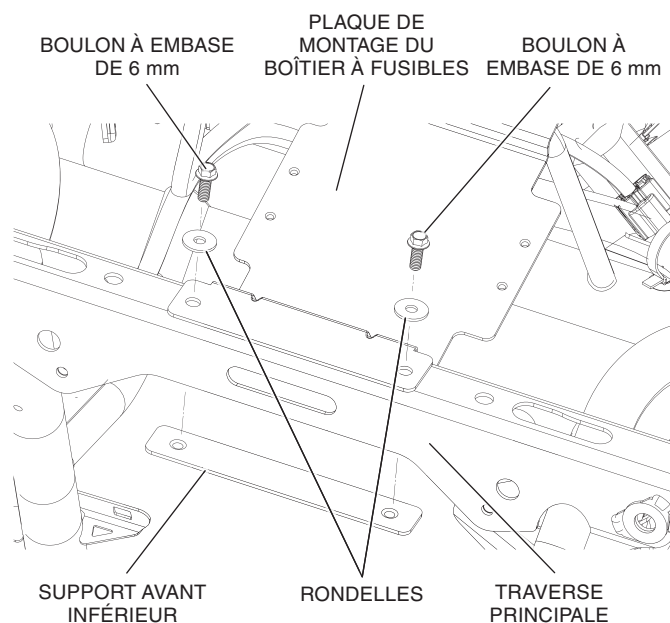 BOULON À EMBASE
DE 6 mm
PLAQUE DE
MONTAGE DU
BOÎTIER À FUSIBLES
BOULON À
EMBASE DE 6 mm
SUPPORT AVANT
INFÉRIEUR
RONDELLES
TRAVERSE
PRINCIPALE